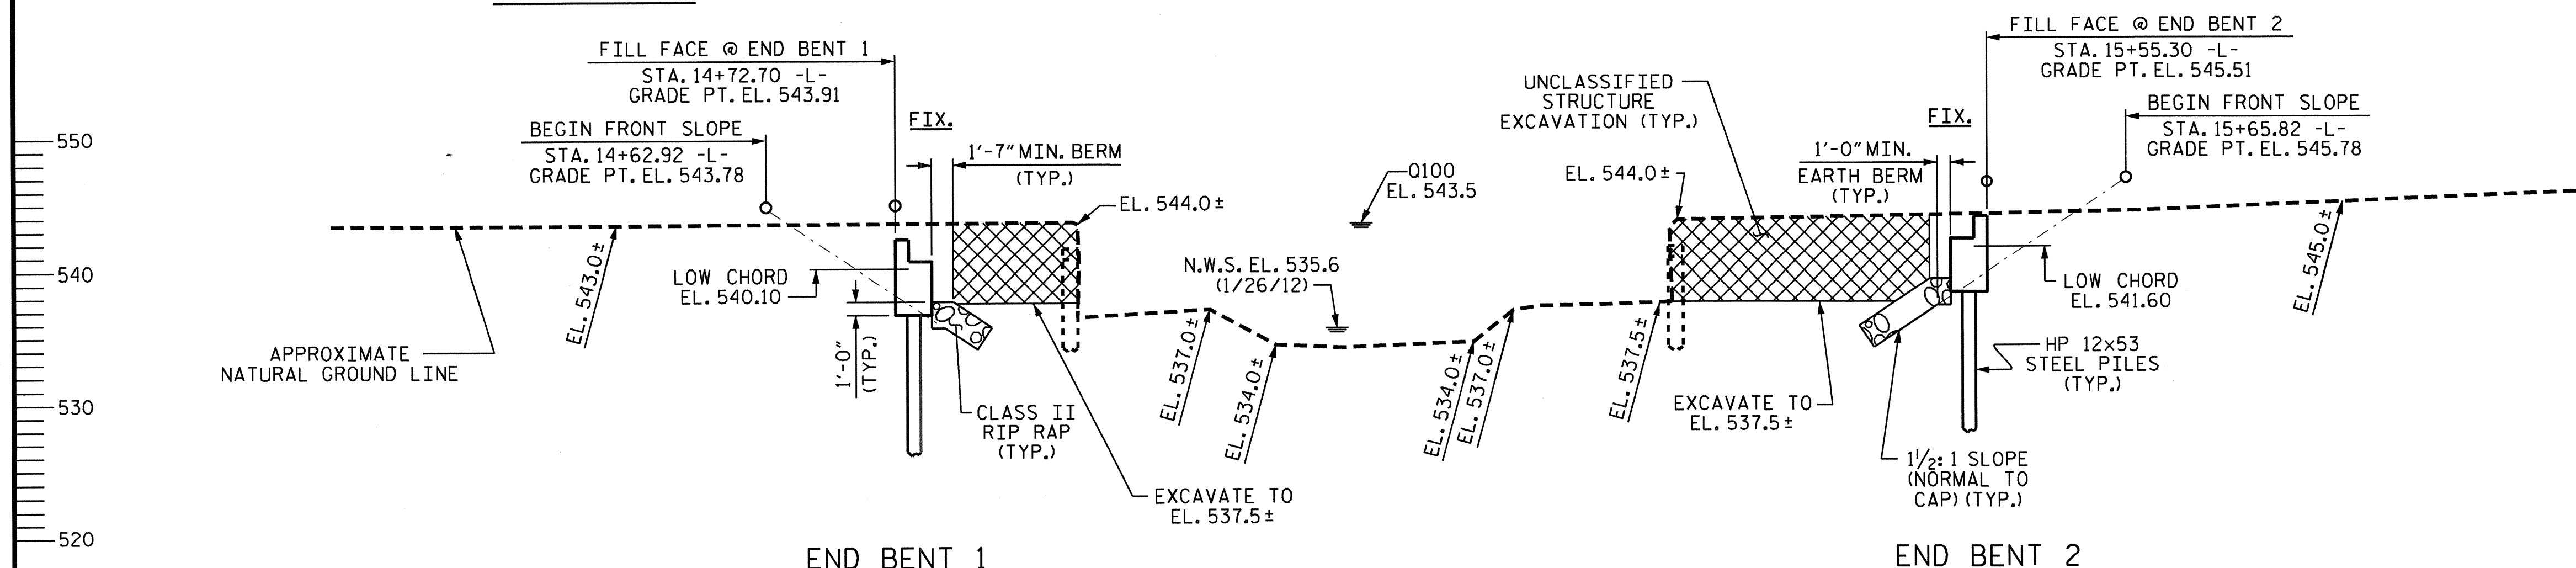 FILL FACE @ END BENT 1
STA. 14+72.70 -L-
GRADE PT. EL. 543.91
BEGIN FRONT SLOPE
STA. 14+62.92 -L-
GRADE PT. EL. 543.78
FIX.
1'-7" MIN. BERM
(TYP.)
EL. 544.0±
Q100
EL. 543.5
N.W.S. EL. 535.6
(1/26/12)
UNCLASSIFIED
STRUCTURE
EXCAVATION (TYP.)
EL. 544.0±
FILL FACE @ END BENT 2
STA. 15+55.30 -L-
GRADE PT. EL. 545.51
BEGIN FRONT SLOPE
STA. 15+65.82 -L-
GRADE PT. EL. 545.78
FIX.
1'-0" MIN.
EARTH BERM
(TYP.)
550
540
530
520
APPROXIMATE
NATURAL GROUND LINE
EL. 543.0±
LOW CHORD
EL. 540.10
1'-0"
(TYP.)
CLASS II
RIP RAP
(TYP.)
EXCAVATE TO
EL. 537.5±
EL. 537.0±
EL. 534.0±
EL. 534.0±
EL. 537.0±
EL. 537.5±
EXCAVATE TO
EL. 537.5±
1½:1 SLOPE
(NORMAL TO
CAP) (TYP.)
LOW CHORD
EL. 541.60
HP 12x53
STEEL PILES
(TYP.)
EL. 545.0±
END BENT 1
END BENT 2